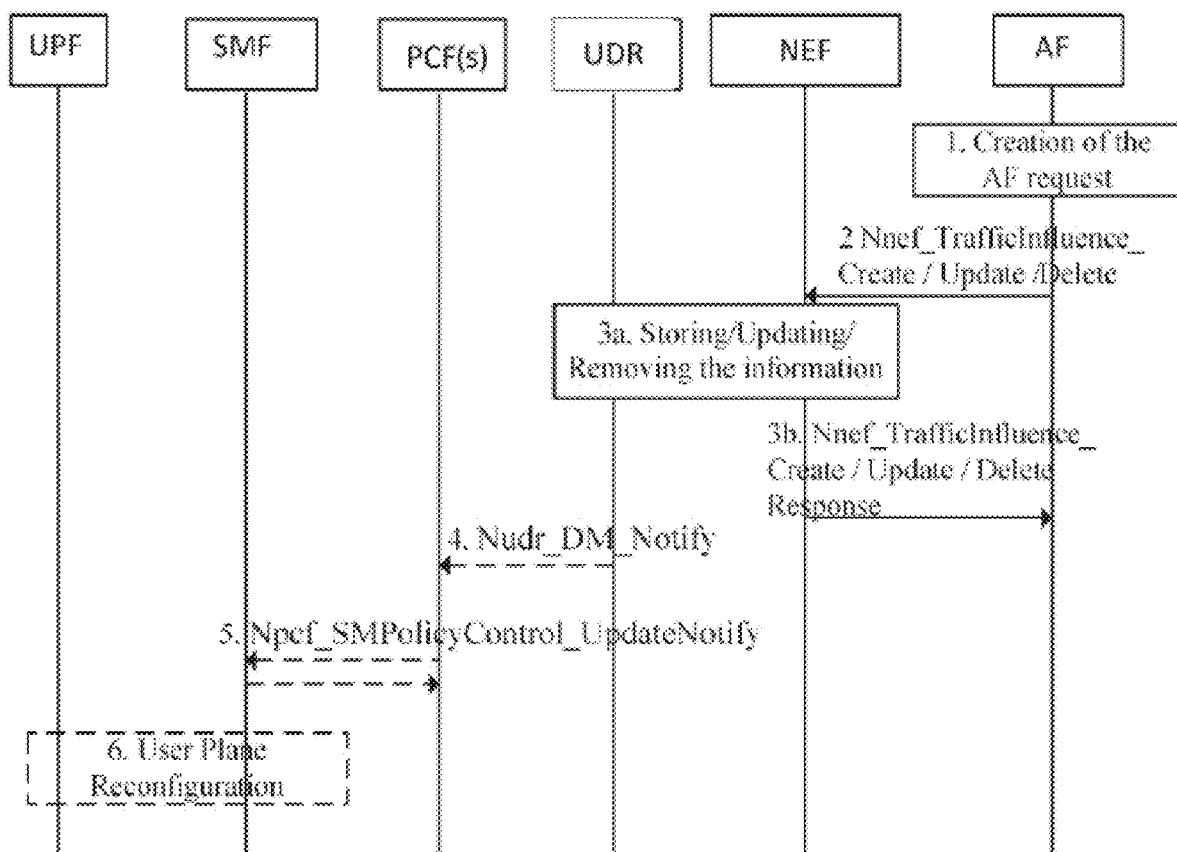 UPF
SMF
PCF(s)
UDR
NEF
AF
1. Creation of the
AF request
2 Nnef_TrafficInfluence_
Create / Update /Delete
3a. Storing/Updating/
Removing the information
3b. Nnef_TrafficInfluence_
Create / Update / Delete
Response
4. Nudr_DM_Notify
5. Npcf_SMPolicyControl_UpdateNotify
6. User Plane
Reconfiguration